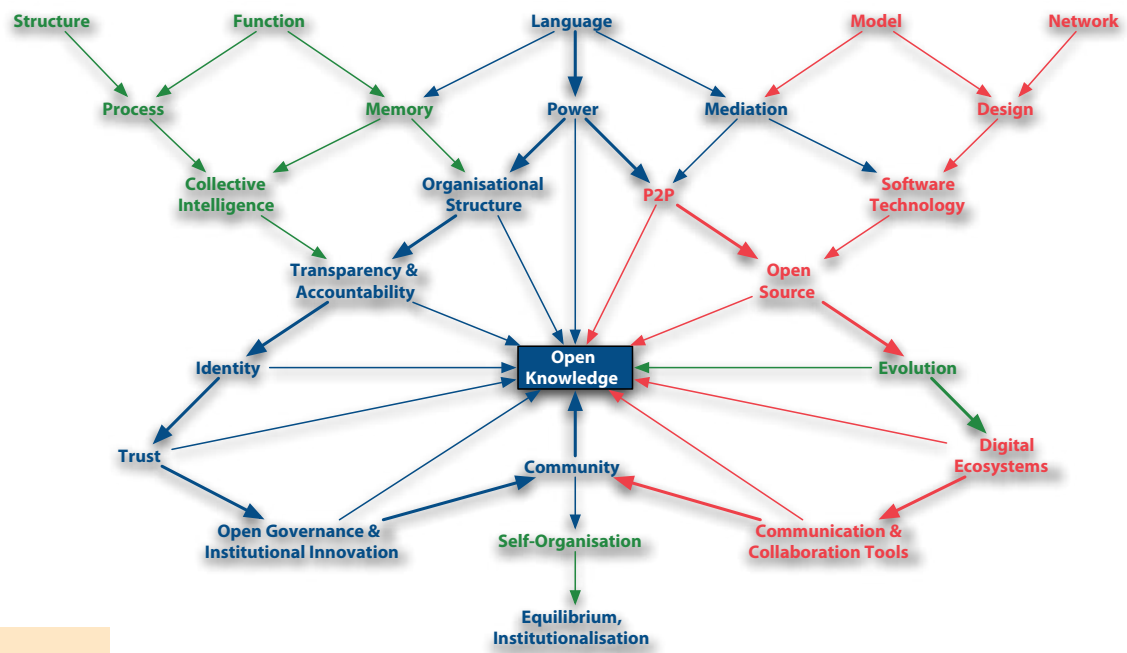 Structure
Function
Language
Model
Network
Process
Memory
Power
Mediation
Design
Collective
Intelligence
Organisational
Structure
P2P
Software
Technology
Transparency &
Accountability
Open
Source
Identity
Open
Knowledge
Evolution
Trust
Community
Digital
Ecosystems
Open Governance &
Institutional Innovation
Self-Organisation
Communication &
Collaboration Tools
Equilibrium,
Institutionalisation